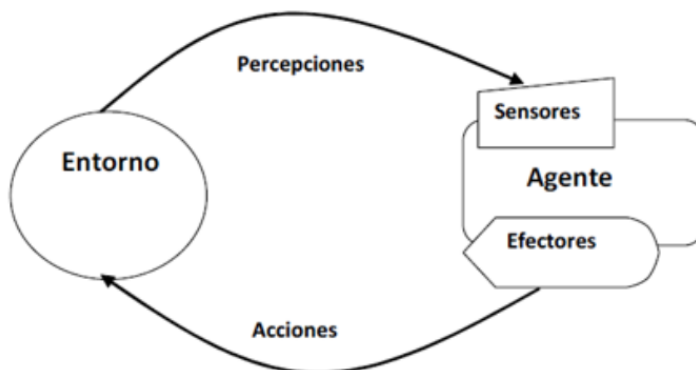 Percepciones
Sensores
Entorno
Agente
Efectores
Acciones